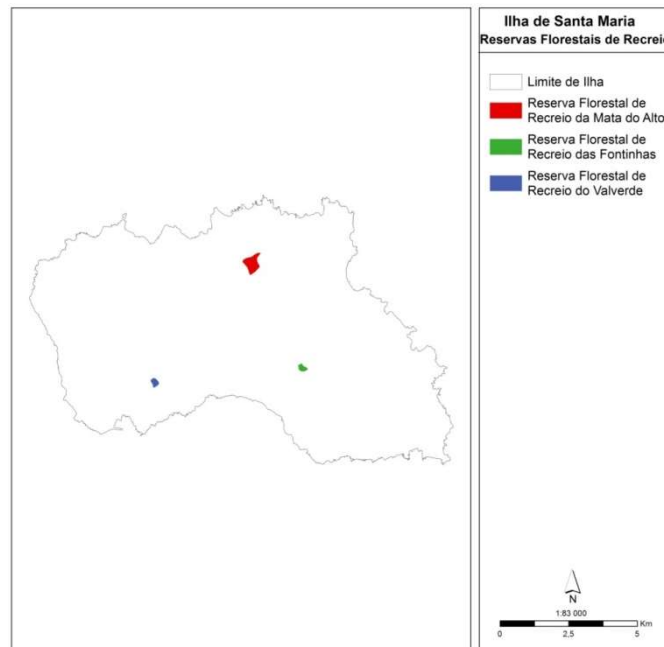 Ilha de Santa Maria
Reservas Florestais de Recreio
Limite de Ilha
Reserva Florestal de
Recreio da Mata do Alto
Reserva Florestal de
Recreio das Fontinhas
Reserva Florestal de
Recreio do Valverde
N
1:83 000
Km
0 2,5 5